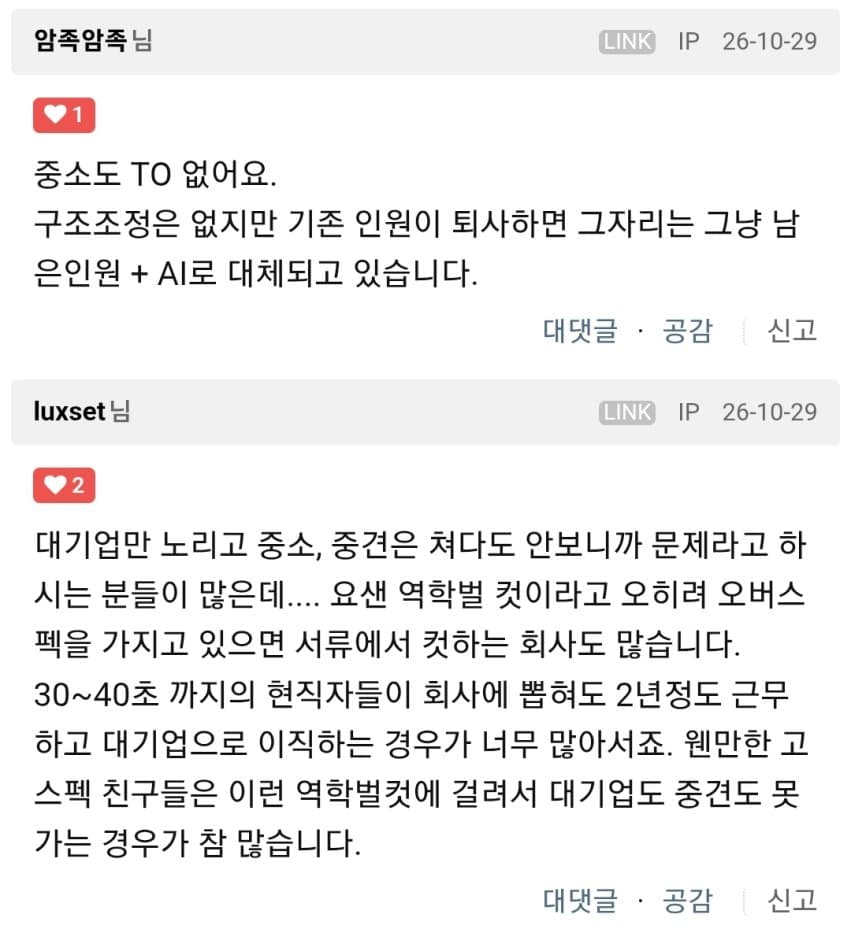 암족암족님 LINK IP 26-10-29
1
중소도 TO 없어요.
구조조정은 없지만 기존 인원이 퇴사하면 그자리는 그냥 남
은인원 + AI로 대체되고 있습니다.
대댓글 · 공감 신고
luxset님 LINK IP 26-10-29
2
대기업만 노리고 중소, 중견은 쳐다도 안보니까 문제라고 하
시는 분들이 많은데.... 요샌 역학벌 컷이라고 오히려 오버스
펙을 가지고 있으면 서류에서 컷하는 회사도 많습니다.
30~40초 까지의 현직자들이 회사에 뽑혀도 2년정도 근무
하고 대기업으로 이직하는 경우가 너무 많아서죠. 웬만한 고
스펙 친구들은 이런 역학벌컷에 걸려서 대기업도 중견도 못
가는 경우가 참 많습니다.
대댓글 · 공감 신고